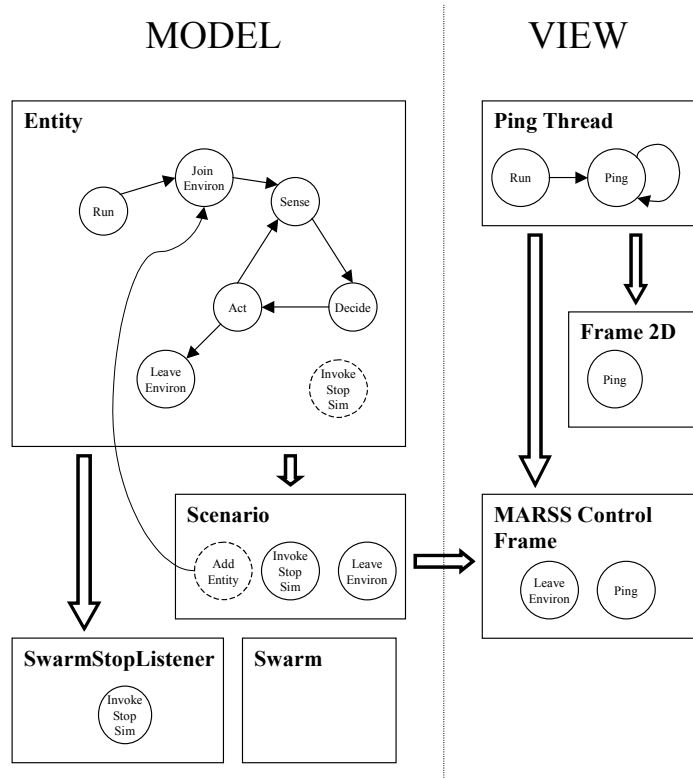 MODEL
VIEW
Entity
Run
Join
Environ
Sense
Act
Decide
Leave
Environ
Invoke
Stop
Sim
Ping Thread
Run
Ping
Frame 2D
Ping
Scenario
Add
Entity
Invoke
Stop
Sim
Leave
Environ
MARSS Control
Frame
Leave
Environ
Ping
SwarmStopListener
Invoke
Stop
Sim
Swarm